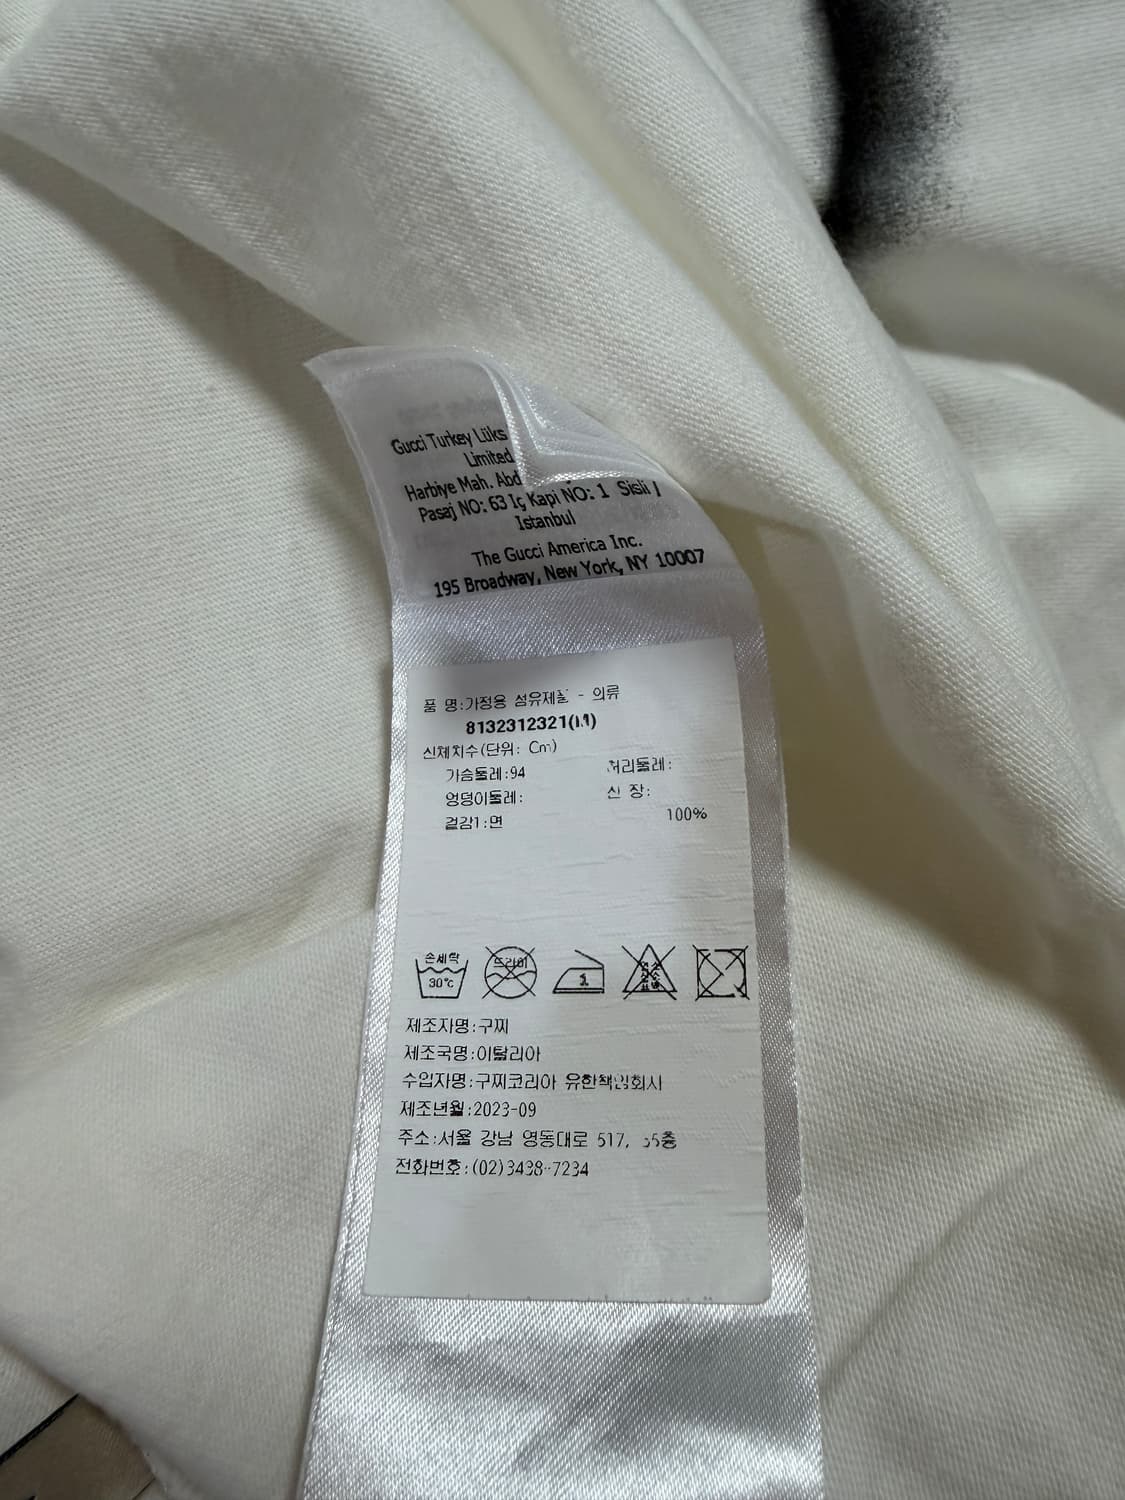 Gucci Turkey Lüks
Limited
Harbiye Mah. Abd
Pasaj NO: 63 Iç Kapi NO: 1 Sisli
Istanbul
The Gucci America Inc.
195 Broadway, New York, NY 10007
품 명:가정용 섬유제품 - 의류
8132312321(M)
신체치수(단위: Cm)
가슴둘레:94 허리둘레:
엉덩이둘레: 신 장:
겉감1:면 100%
손세탁 드라이
30℃ 1 염소 표백
제조자명:구찌
제조국명:이탈리아
수입자명:구찌코리아 유한책임회사
제조년월:2023-09
주소:서울 강남 영동대로 517, 35층
전화번호:(02)3438-7234